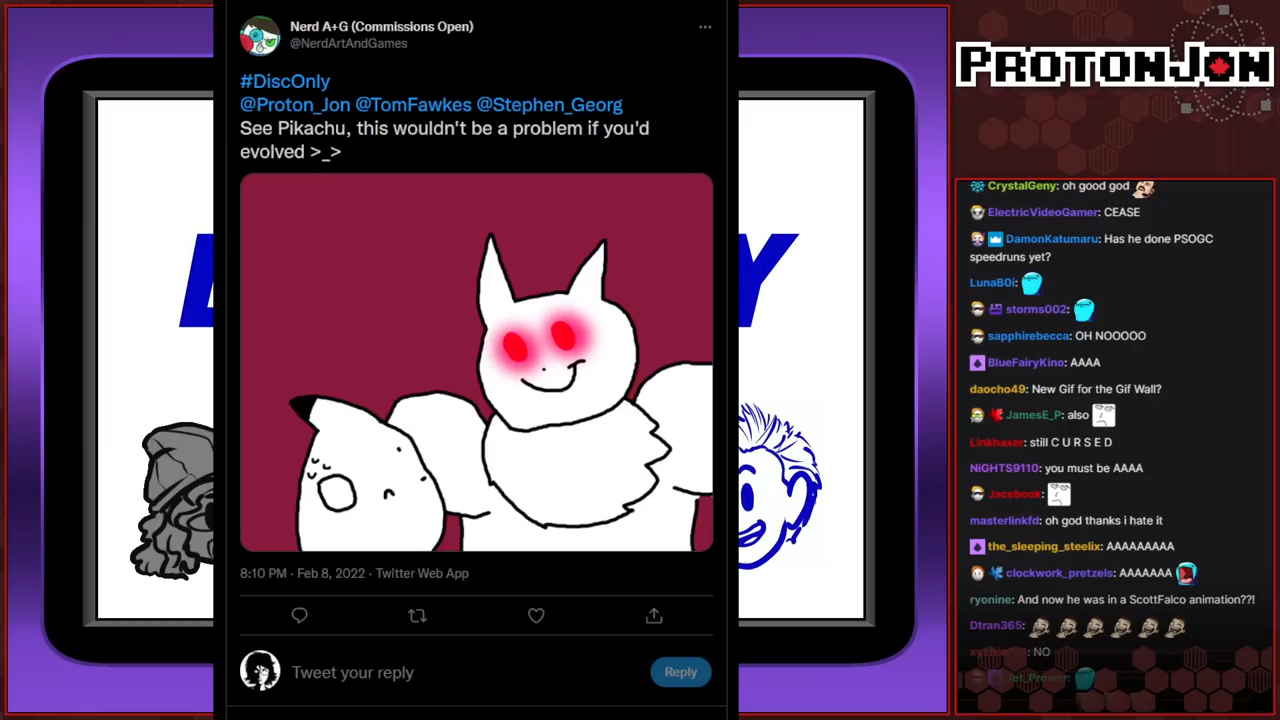 Nerd A+G (Commissions Open)
@NerdArtAndGames
#DiscOnly
@Proton_Jon @TomFawkes @Stephen_Georg
See Pikachu, this wouldn't be a problem if you'd
evolved >_>
8:10 PM · Feb 8, 2022 · Twitter Web App
Tweet your reply
Reply
Y
PROTONJON
CrystalGeny: oh good god
ElectricVideoGamer: CEASE
DamonKatumaru: Has he done PSOGC
speedruns yet?
LunaB0i:
storms002:
sapphirebecca: OH NOOOOO
BlueFairyKino: AAAA
daocho49: New Gif for the Gif Wall?
JamesE_P: also
Linkhavor: still C U R S E D
NiGHTS9110: you must be AAAA
Jacebook:
masterlinkfd: oh god thanks i hate it
the_sleeping_steelix: AAAAAAAAA
clockwork_pretzels: AAAAAAA
ryonine: And now he was in a ScottFalco animation??!
Dtran365:
NO
Jet_Prower: